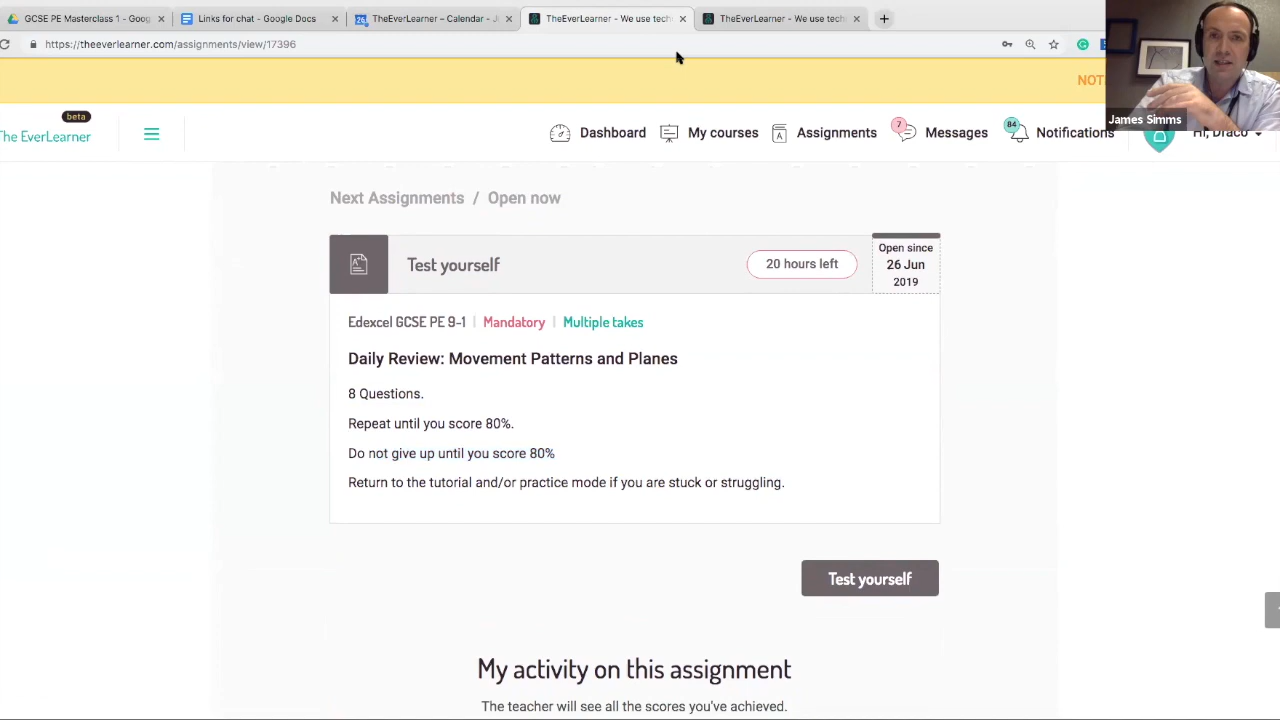 GCSE PE Masterclass 1 - Goog
Links for chat - Google Docs
TheEverLearner – Calendar - J
TheEverLearner - We use tech
TheEverLearner - We use tech
https://theeverlearner.com/assignments/view/17396
NOT
James Simms
beta
The EverLearner
Dashboard
My courses
Assignments
7
Messages
84
Notifications
Hi, Draco
Next Assignments / Open now
Test yourself
20 hours left
Open since
26 Jun
2019
Edexcel GCSE PE 9-1 | Mandatory | Multiple takes
Daily Review: Movement Patterns and Planes
8 Questions.
Repeat until you score 80%.
Do not give up until you score 80%
Return to the tutorial and/or practice mode if you are stuck or struggling.
Test yourself
My activity on this assignment
The teacher will see all the scores you've achieved.